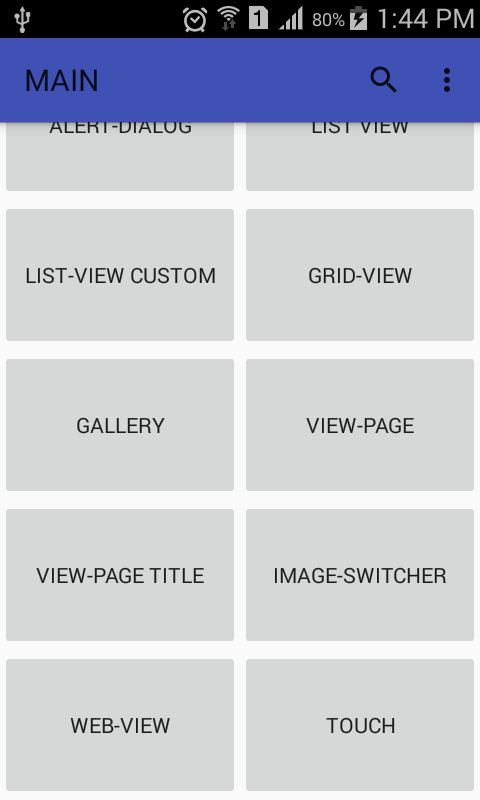 1 80% 1:44 PM
MAIN
ALERT-DIALOG LIST VIEW
LIST-VIEW CUSTOM GRID-VIEW
GALLERY VIEW-PAGE
VIEW-PAGE TITLE IMAGE-SWITCHER
WEB-VIEW TOUCH